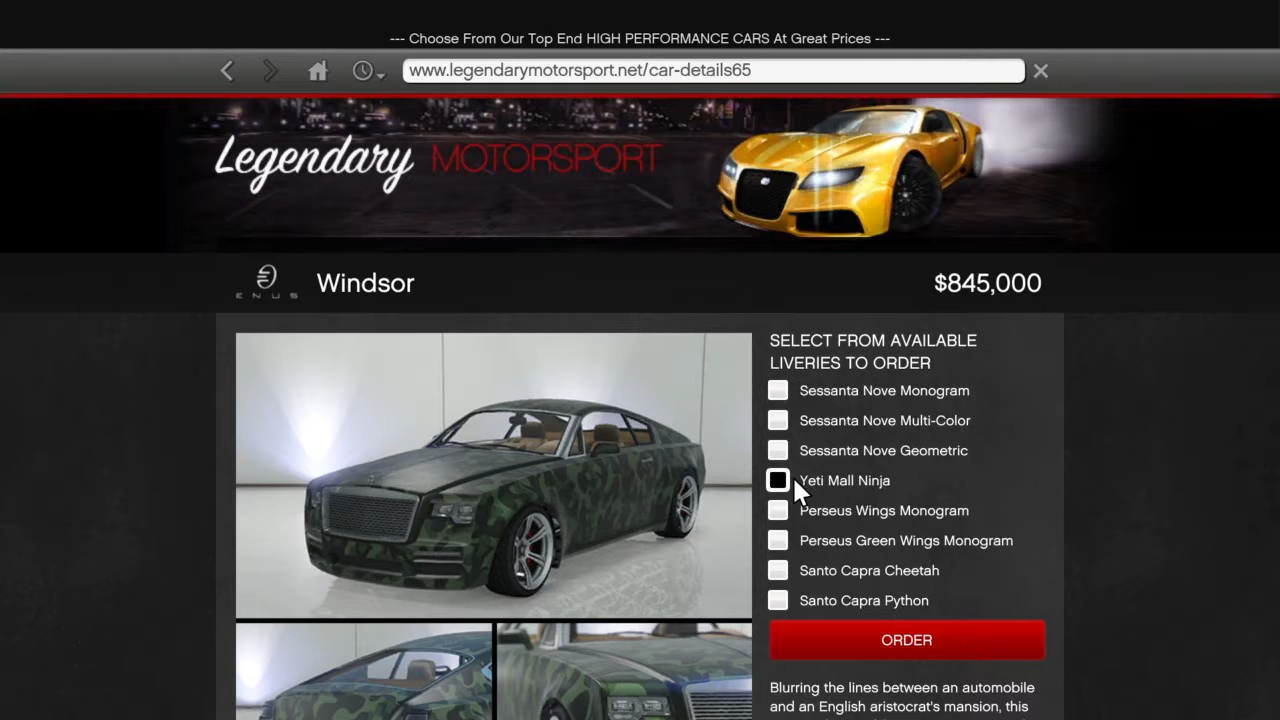 --- Choose From Our Top End HIGH PERFORMANCE CARS At Great Prices ---
www.legendarymotorsport.net/car-details65
Legendary MOTORSPORT
ENUS
Windsor
$845,000
SELECT FROM AVAILABLE
LIVERIES TO ORDER
Sessanta Nove Monogram
Sessanta Nove Multi-Color
Sessanta Nove Geometric
Yeti Mall Ninja
Perseus Wings Monogram
Perseus Green Wings Monogram
Santo Capra Cheetah
Santo Capra Python
ORDER
Blurring the lines between an automobile
and an English aristocrat's mansion, this